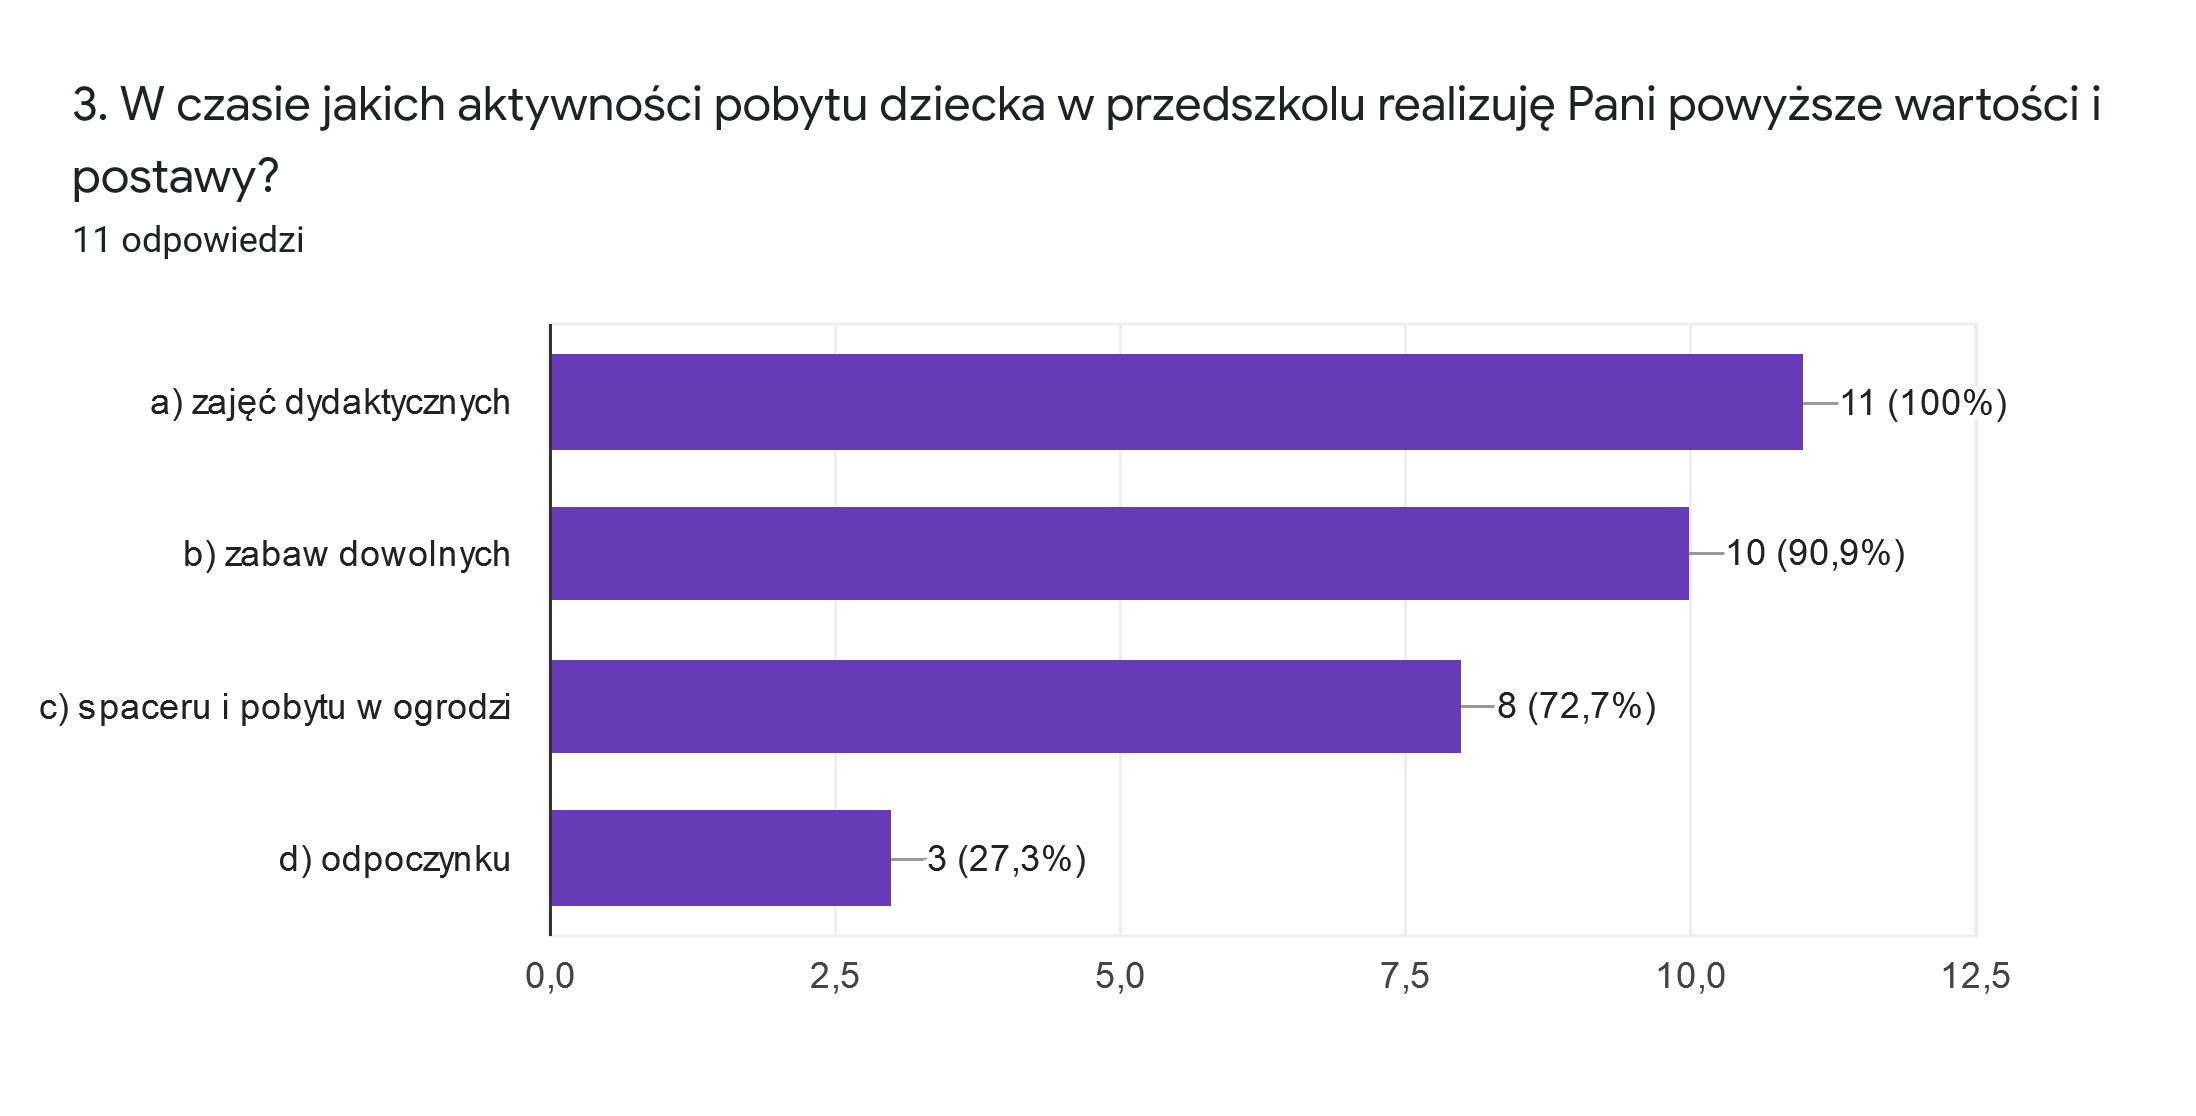 3. W czasie jakich aktywności pobytu dziecka w przedszkolu realizuję Pani powyższe wartości i
postawy?
11 odpowiedzi
a) zajęć dydaktycznych
11 (100%)
b) zabaw dowolnych
10 (90,9%)
c) spaceru i pobytu w ogrodzi
8 (72,7%)
d) odpoczynku
3 (27,3%)
0,0 2,5 5,0 7,5 10,0 12,5